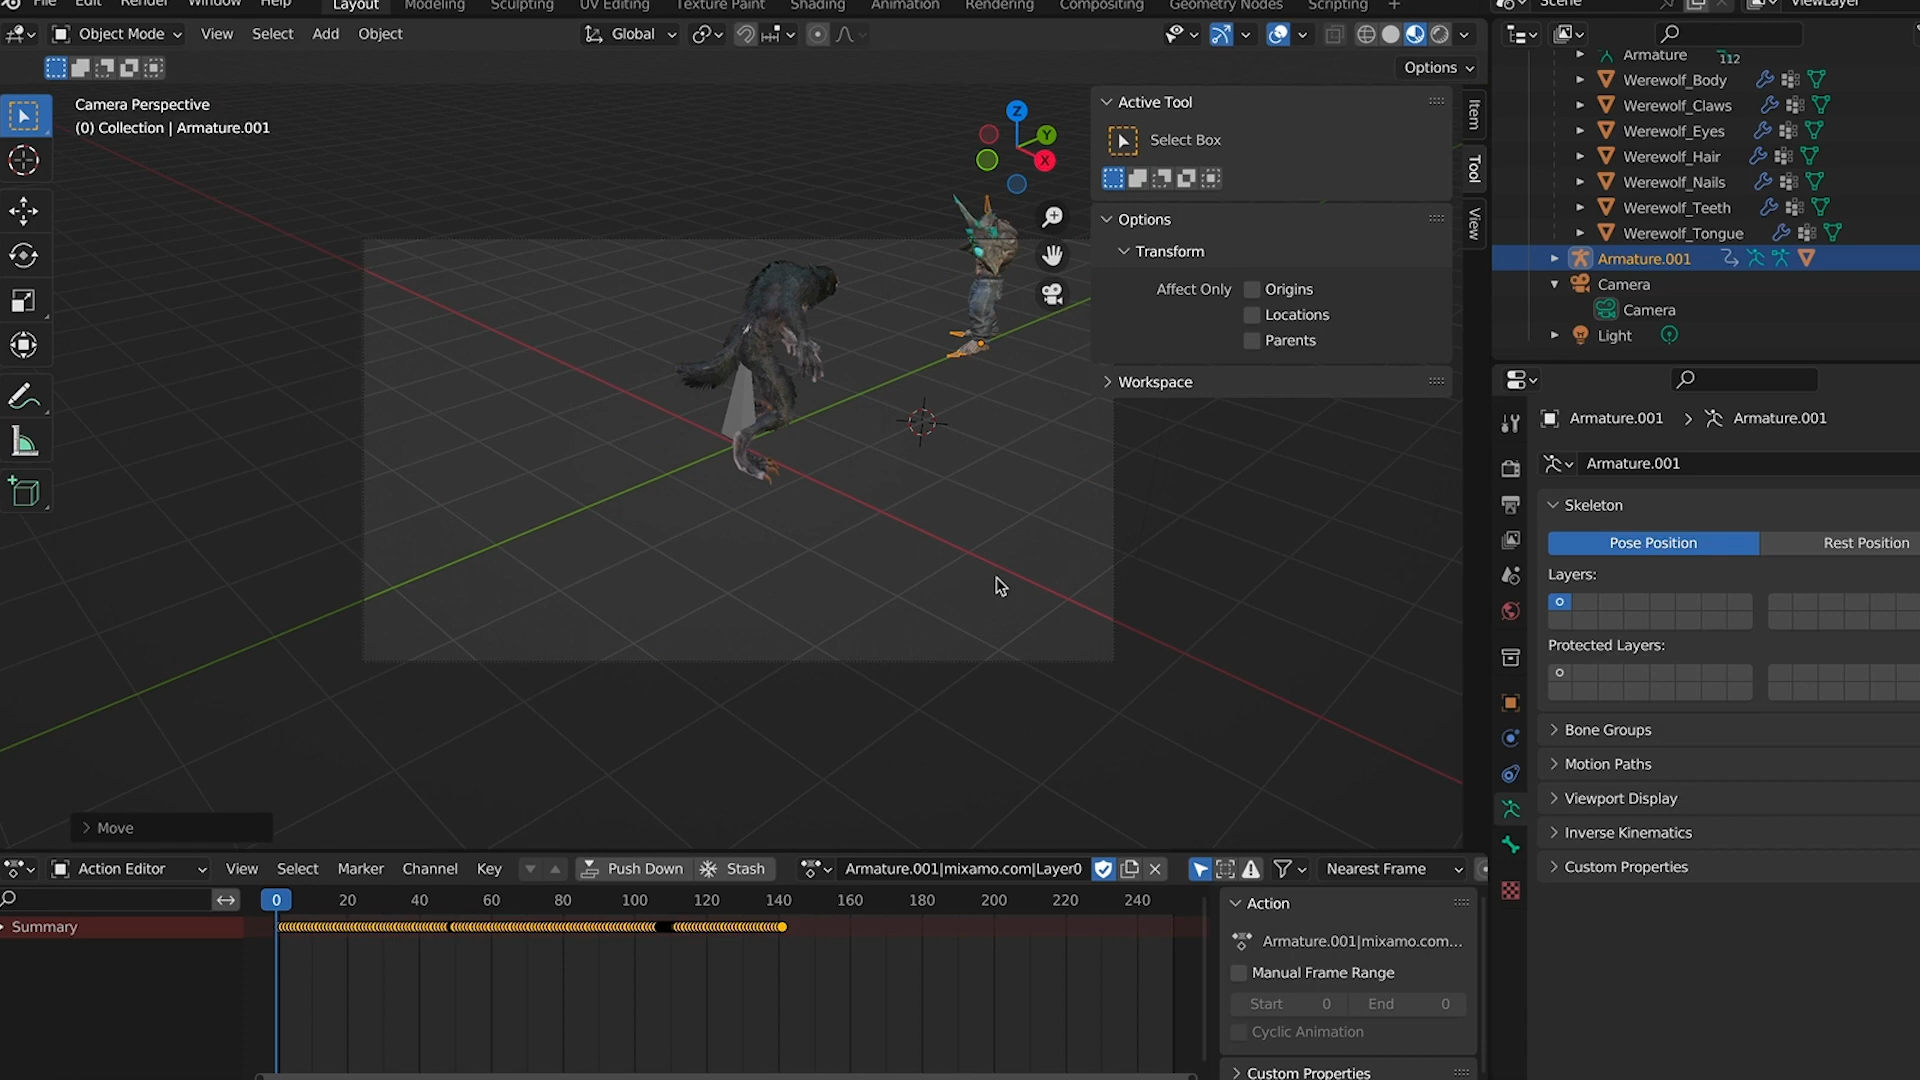 File Edit Render Window Help Layout Modeling Sculpting UV Editing Texture Paint Shading Animation Rendering Compositing Geometry Nodes Scripting + Scene ViewLayer
Object Mode View Select Add Object Global
Options
Camera Perspective
(0) Collection | Armature.001
Z
Y
X
Active Tool
Select Box
Options
Transform
Affect Only Origins
Locations
Parents
Workspace
Item
Tool
View
Armature 112
Werewolf_Body
Werewolf_Claws
Werewolf_Eyes
Werewolf_Hair
Werewolf_Nails
Werewolf_Teeth
Werewolf_Tongue
Armature.001
Camera
Camera
Light
Armature.001 > Armature.001
Armature.001
Skeleton
Pose Position Rest Position
Layers:
Protected Layers:
Bone Groups
Motion Paths
Viewport Display
Inverse Kinematics
Custom Properties
Move
Action Editor View Select Marker Channel Key Push Down Stash Armature.001|mixamo.com|Layer0 Nearest Frame
0 20 40 60 80 100 120 140 160 180 200 220 240
Summary
Action
Armature.001|mixamo.com...
Manual Frame Range
Start 0 End 0
Cyclic Animation
Custom Properties